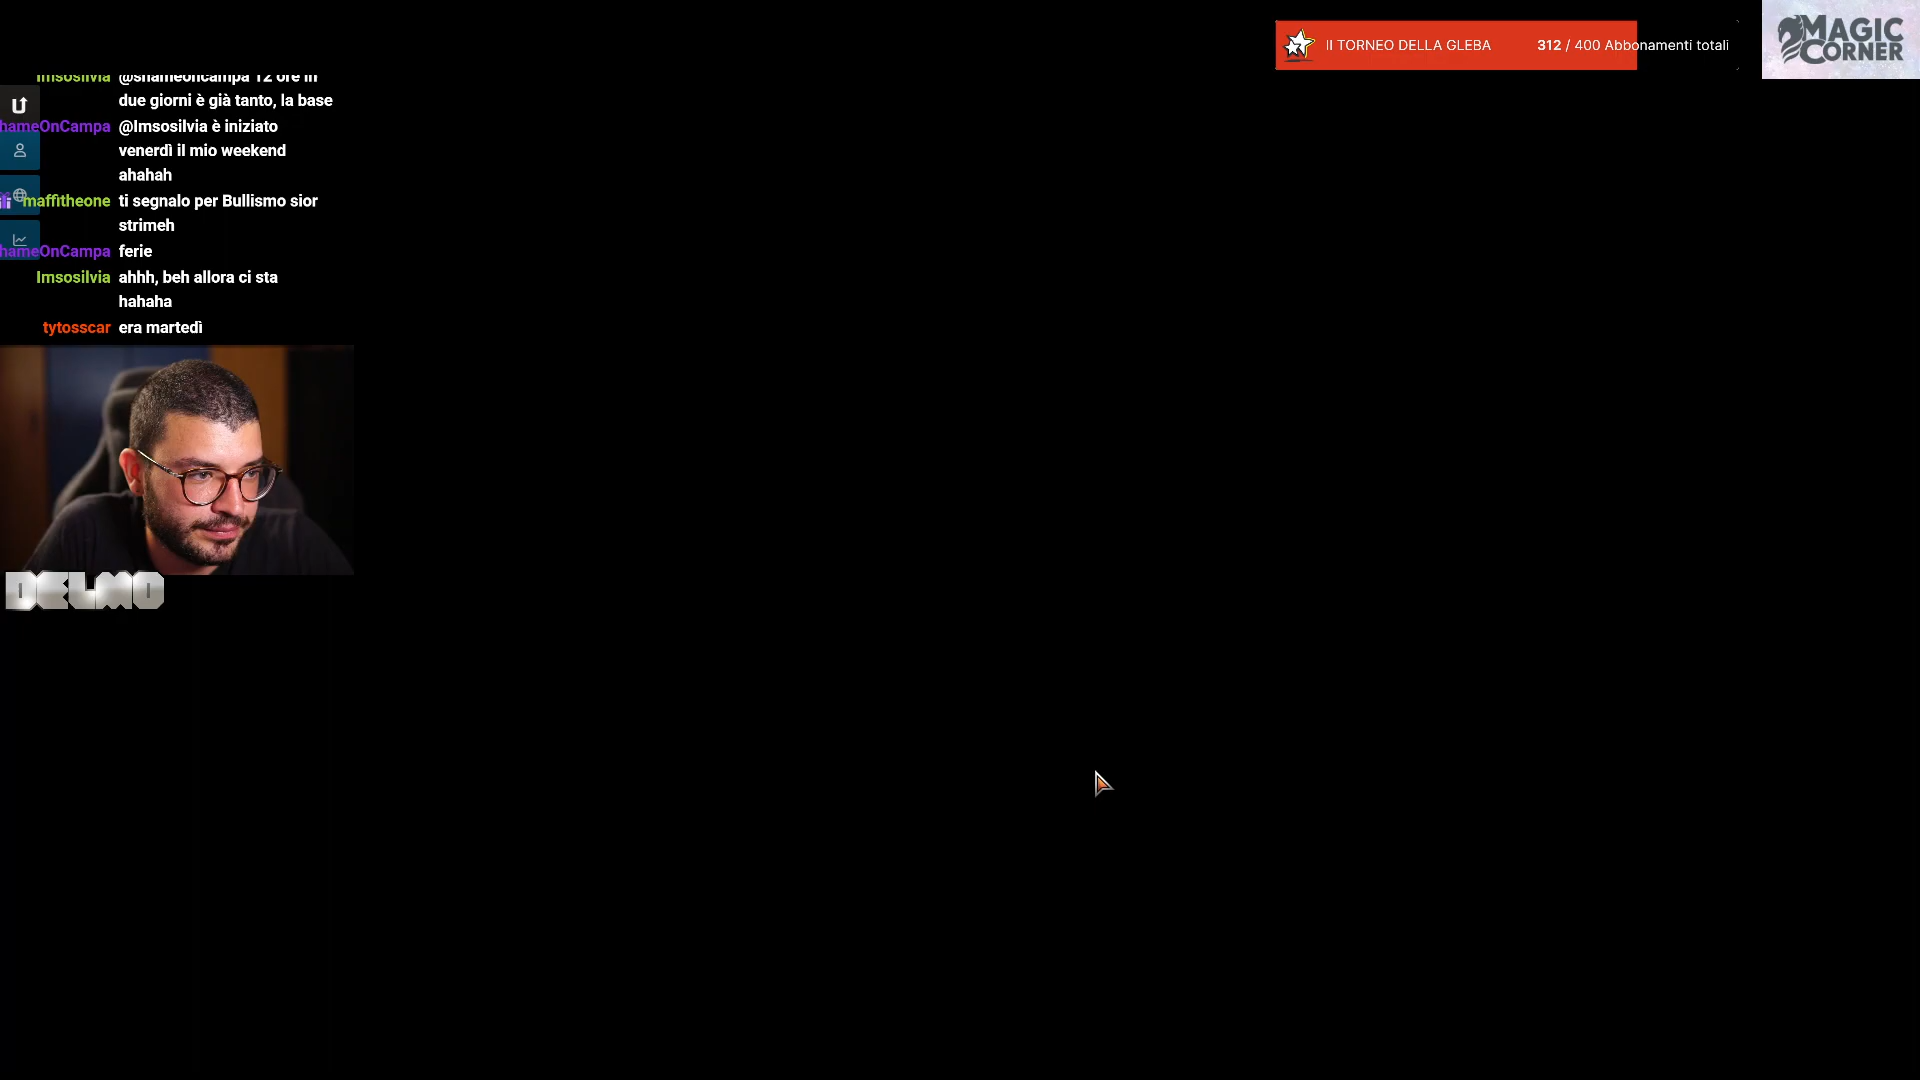 II TORNEO DELLA GLEBA 312 / 400 Abbonamenti totali
MAGIC
CORNER
Imsosilvia @shameoncampa 12 ore in
due giorni è già tanto, la base
hameOnCampa @Imsosilvia è iniziato
venerdì il mio weekend
ahahah
maffitheone ti segnalo per Bullismo sior
strimeh
hameOnCampa ferie
Imsosilvia ahhh, beh allora ci sta
hahaha
tytosscar era martedì
DELMO